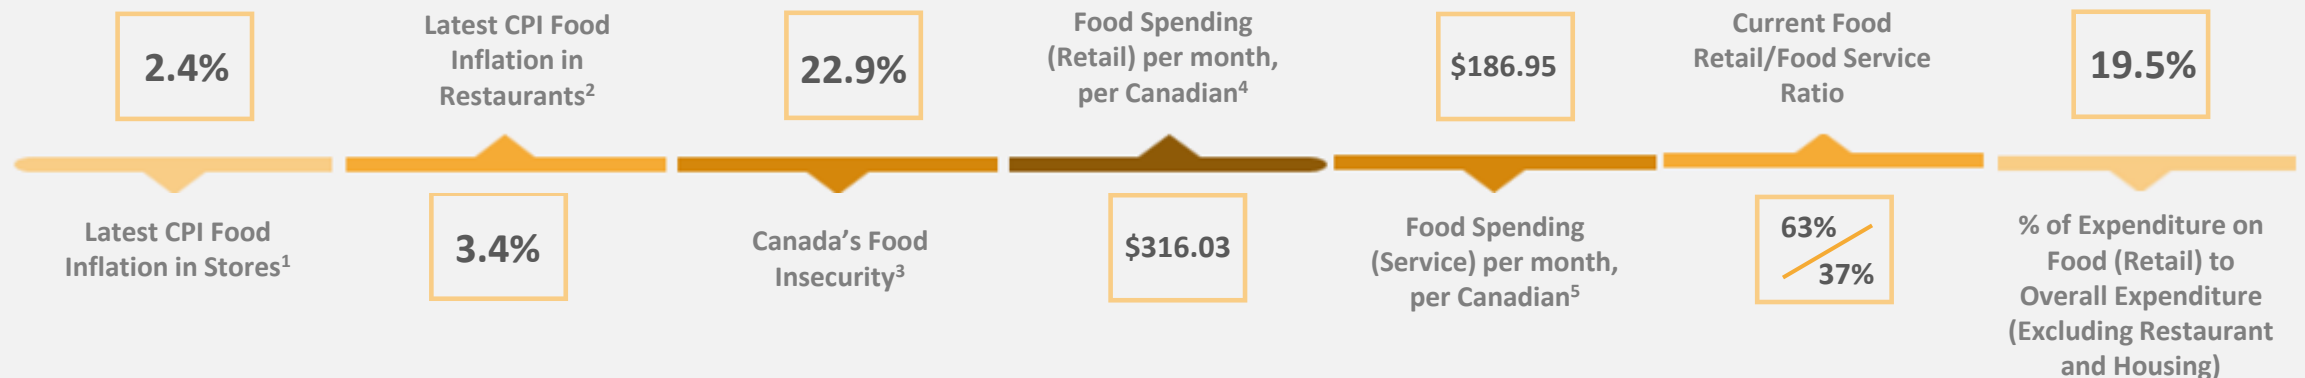 2.4%
Latest CPI Food
Inflation in Stores¹
Latest CPI Food
Inflation in
Restaurants²
3.4%
22.9%
Canada’s Food
Insecurity³
Food Spending
(Retail) per month,
per Canadian⁴
$316.03
$186.95
Food Spending
(Service) per month,
per Canadian⁵
Current Food
Retail/Food Service
Ratio
63%
37%
19.5%
% of Expenditure on
Food (Retail) to
Overall Expenditure
(Excluding Restaurant
and Housing)